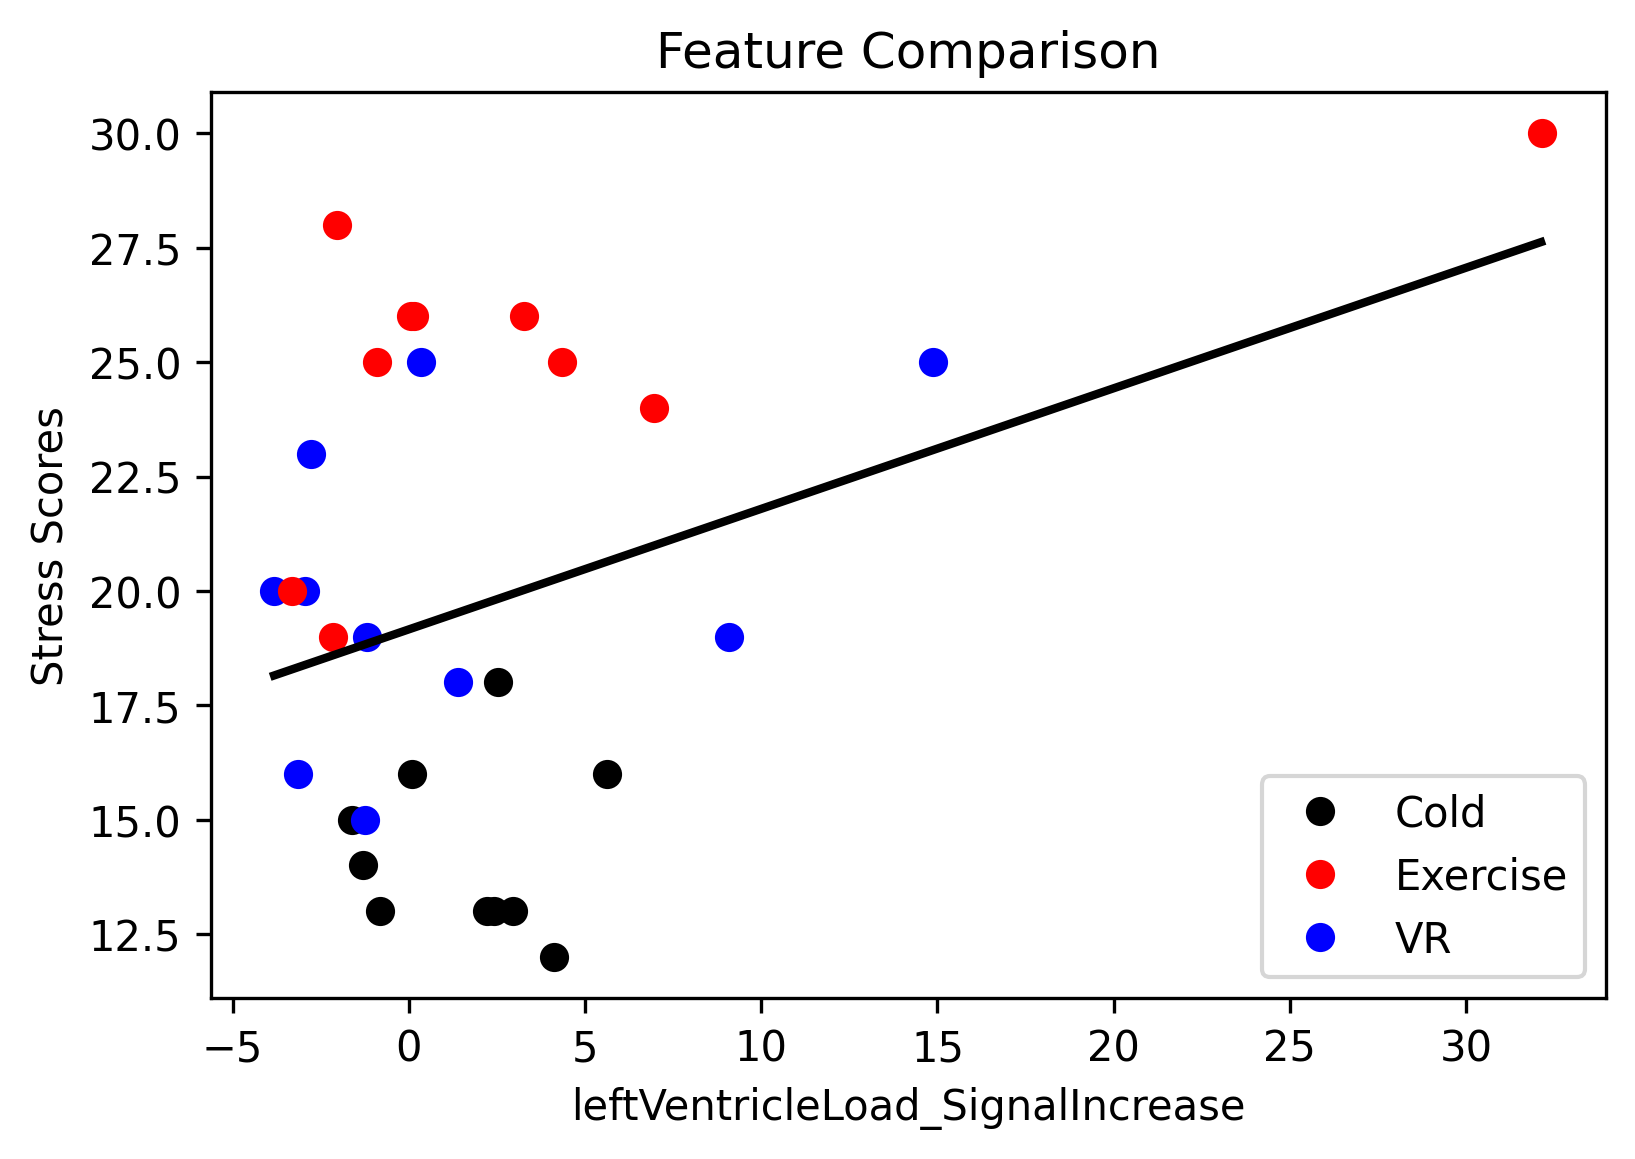 Feature Comparison
30.0
27.5
25.0
22.5
20.0
17.5
15.0
12.5
Stress Scores
−5 0 5 10 15 20 25 30
leftVentricleLoad_SignalIncrease
Cold
Exercise
VR